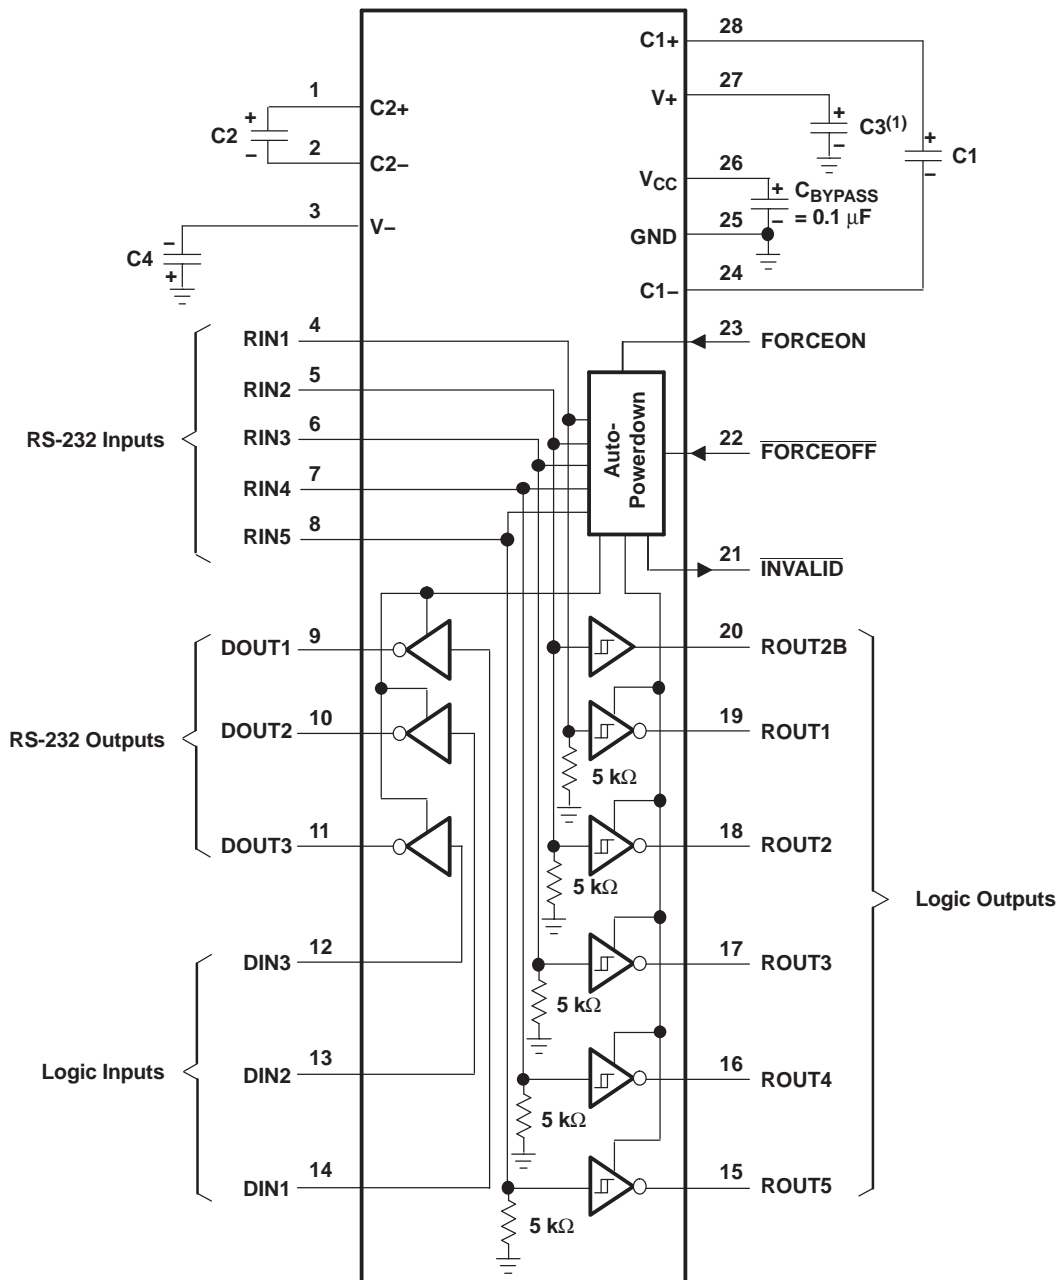 28
C1+
27
V+
1
C2+
+
+
C3(1)
+
C2
–
C1
–
2
26
–
C2–
VCC
+
CBYPASS
= 0.1 μF
3
25
–
V–
GND
–
C4
24
+
C1–
4
23
RIN1
FORCEON
5
RIN2
6
RIN3
22
RS-232 Inputs
Auto-
Powerdown
FORCEOFF
7
RIN4
8
RIN5
21
INVALID
9
20
DOUT1
ROUT2B
10
19
DOUT2
ROUT1
RS-232 Outputs
5 kΩ
11
18
DOUT3
ROUT2
5 kΩ
Logic Outputs
12
17
DIN3
ROUT3
5 kΩ
13
16
Logic Inputs
DIN2
ROUT4
5 kΩ
14
15
DIN1
ROUT5
5 kΩ